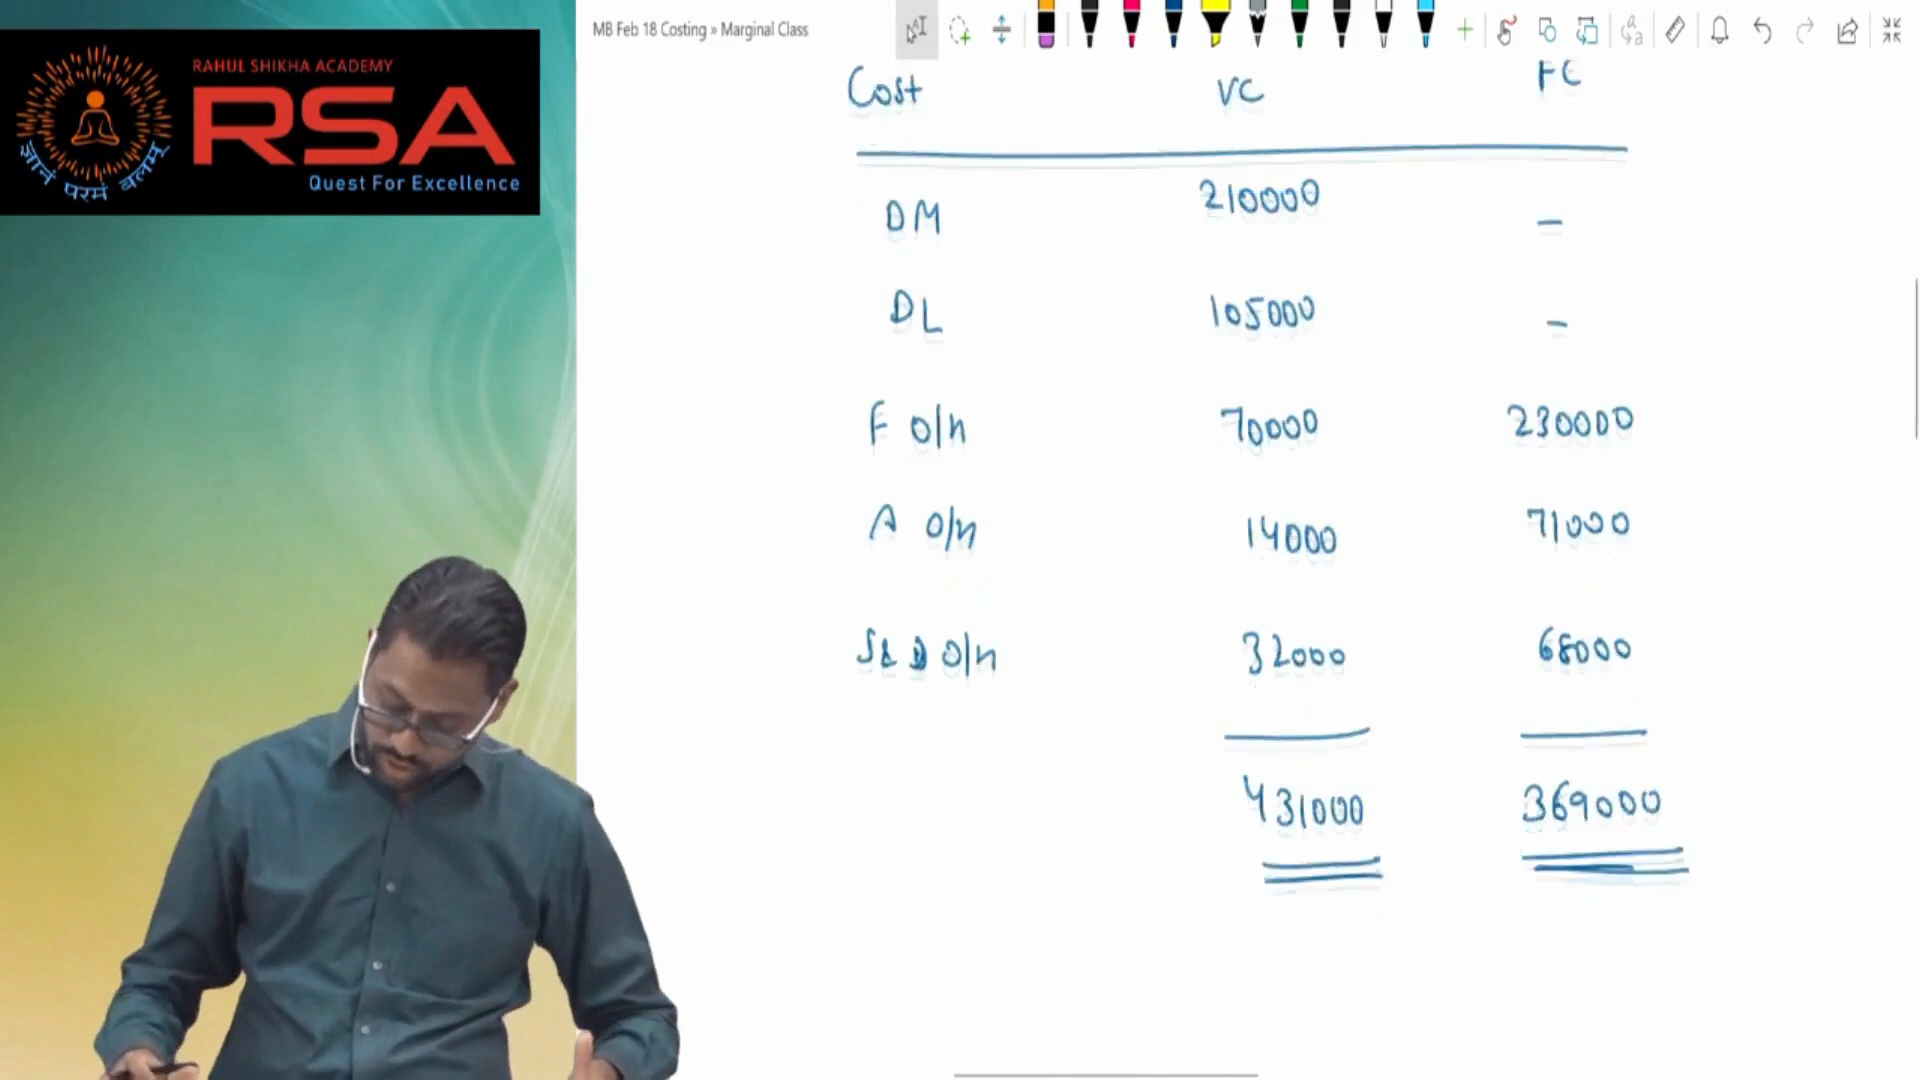 MB Feb 18 Costing » Marginal Class
RAHUL SHIKHA ACADEMY
RSA
Quest For Excellence
ज्ञानं परमं बलम्
Cost VC FC
DM 210000 –
DL 105000 –
F O/H 70000 230000
A O/H 14000 71000
S & D O/H 32000 68000
431000 369000